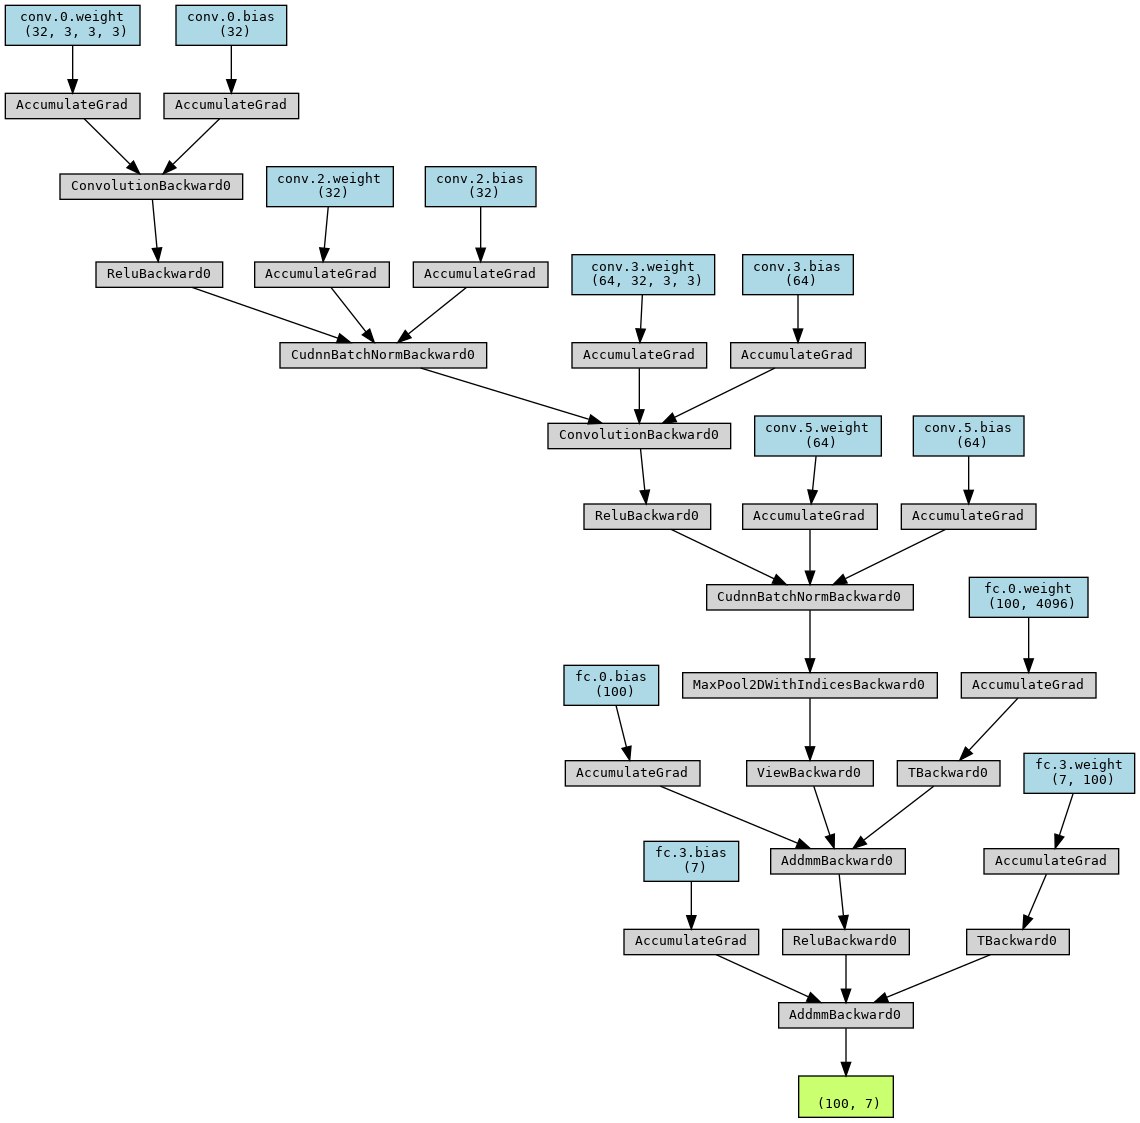 conv.0.weight
(32, 3, 3, 3)
conv.0.bias
(32)
AccumulateGrad
AccumulateGrad
ConvolutionBackward0
conv.2.weight
(32)
conv.2.bias
(32)
ReluBackward0
AccumulateGrad
AccumulateGrad
conv.3.weight
(64, 32, 3, 3)
conv.3.bias
(64)
CudnnBatchNormBackward0
AccumulateGrad
AccumulateGrad
ConvolutionBackward0
conv.5.weight
(64)
conv.5.bias
(64)
ReluBackward0
AccumulateGrad
AccumulateGrad
CudnnBatchNormBackward0
fc.0.weight
(100, 4096)
fc.0.bias
(100)
MaxPool2DWithIndicesBackward0
AccumulateGrad
AccumulateGrad
ViewBackward0
TBackward0
fc.3.weight
(7, 100)
fc.3.bias
(7)
AddmmBackward0
AccumulateGrad
AccumulateGrad
ReluBackward0
TBackward0
AddmmBackward0
(100, 7)